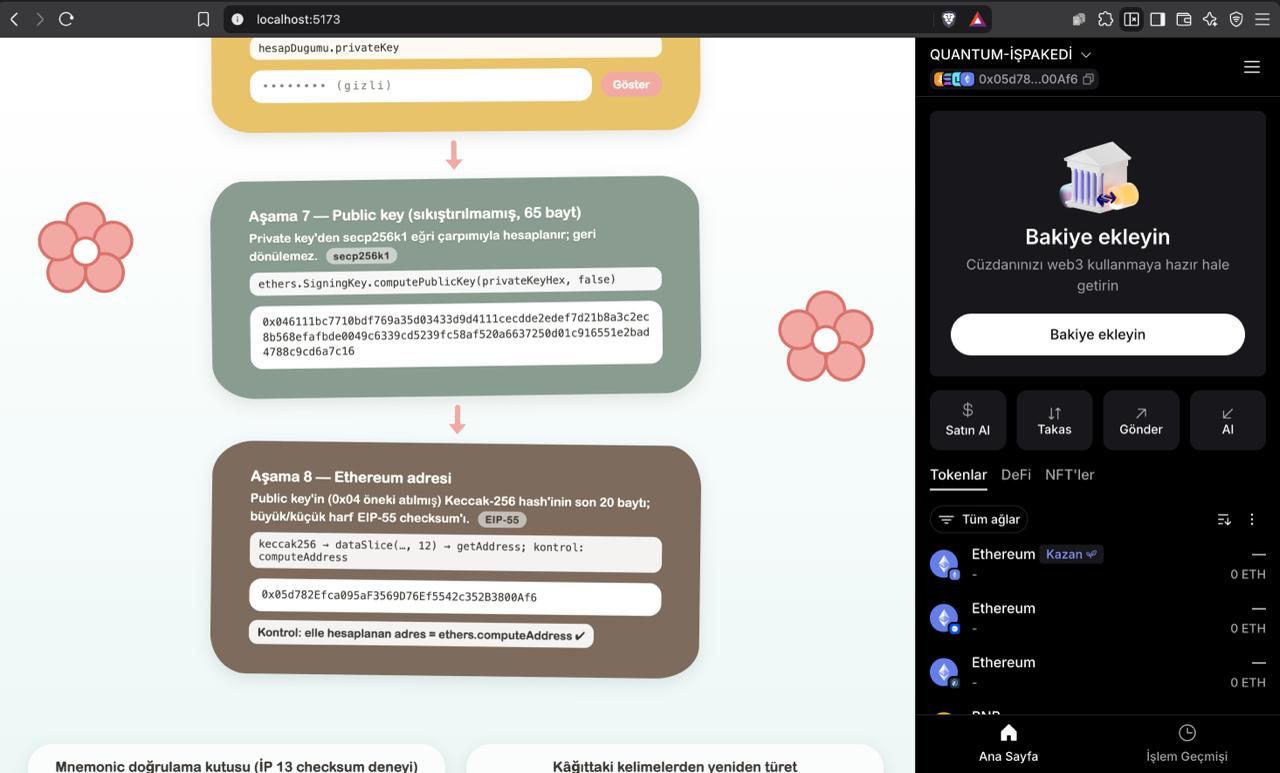 localhost:5173
hesapDugumu.privateKey
•••••••• (gizli)
Göster
Aşama 7 — Public key (sıkıştırılmamış, 65 bayt)
Private key'den secp256k1 eğri çarpımıyla hesaplanır; geri
dönülemez. secp256k1
ethers.SigningKey.computePublicKey(privateKeyHex, false)
0x046111bc7710bdf769a35d03433d9d4111cecdde2edef7d21b8a3c2ec
8b568efafbde0049c6339cd5239fc58af520a6637250d01c916551e2bad
4788c9cd6a7c16
Aşama 8 — Ethereum adresi
Public key'in (0x04 öneki atılmış) Keccak-256 hash'inin son 20 baytı;
büyük/küçük harf EIP-55 checksum'ı. EIP-55
keccak256 → dataSlice(…, 12) → getAddress; kontrol:
computeAddress
0x05d782Efca095aF3569D76Ef5542c352B3800Af6
Kontrol: elle hesaplanan adres = ethers.computeAddress ✔
Mnemonic doğrulama kutusu (İP 13 checksum deneyi)
Kâğıttaki kelimelerden yeniden türet
QUANTUM-İŞPAKEDİ
0x05d78...00Af6
Bakiye ekleyin
Cüzdanınızı web3 kullanmaya hazır hale
getirin
Bakiye ekleyin
Satın Al
Takas
Gönder
Al
Tokenlar
DeFi
NFT'ler
Tüm ağlar
Ethereum Kazan —
- 0 ETH
Ethereum —
- 0 ETH
Ethereum —
- 0 ETH
Ana Sayfa
İşlem Geçmişi